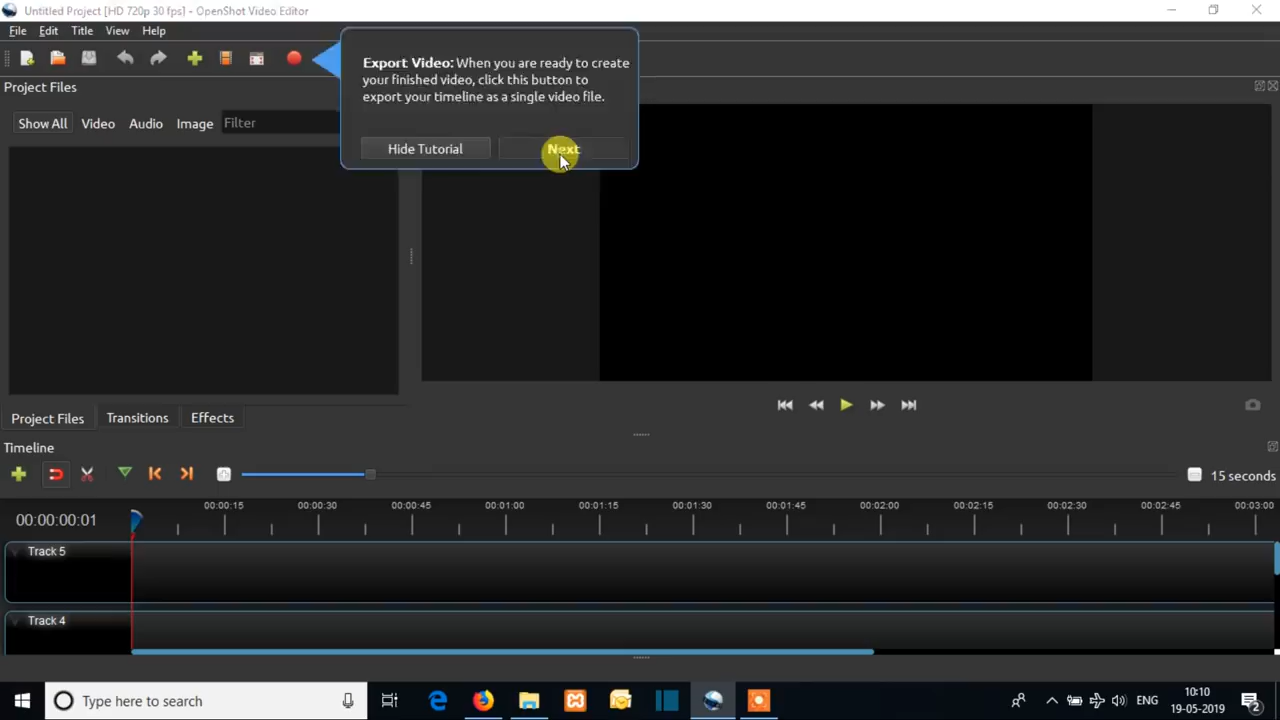 Untitled Project [HD 720p 30 fps] - OpenShot Video Editor
File Edit Title View Help
Export Video: When you are ready to create
your finished video, click this button to
export your timeline as a single video file.
Hide Tutorial Next
Project Files
Show All Video Audio Image Filter
Project Files Transitions Effects
Timeline
15 seconds
00:00:00:01 00:00:15 00:00:30 00:00:45 00:01:00 00:01:15 00:01:30 00:01:45 00:02:00 00:02:15 00:02:30 00:02:45 00:03:00
Track 5
Track 4
Type here to search
ENG
10:10
19-05-2019
2